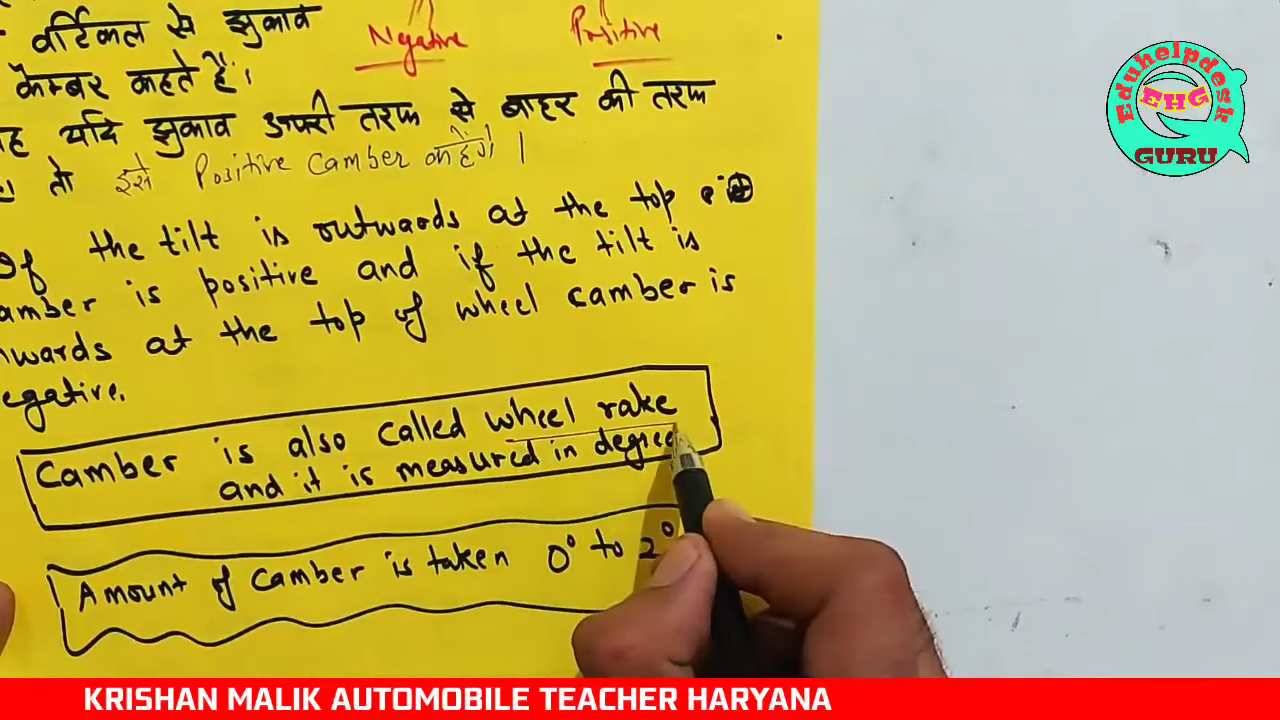 वर्टिकल से झुकाव
Negative
Positive
केम्बर कहते हैं।
यदि झुकाव ऊपरी तरफ से बाहर की तरफ
तो इसे Positive Camber कहेंगे।
If the tilt is outwards at the top
amber is positive and if the tilt is
nwards at the top of wheel camber is
egative.
Camber is also called wheel rake
and it is measured in degree
Amount of Camber is taken 0° to 2°
Eduhelpdesk
EHG
GURU
KRISHAN MALIK AUTOMOBILE TEACHER HARYANA